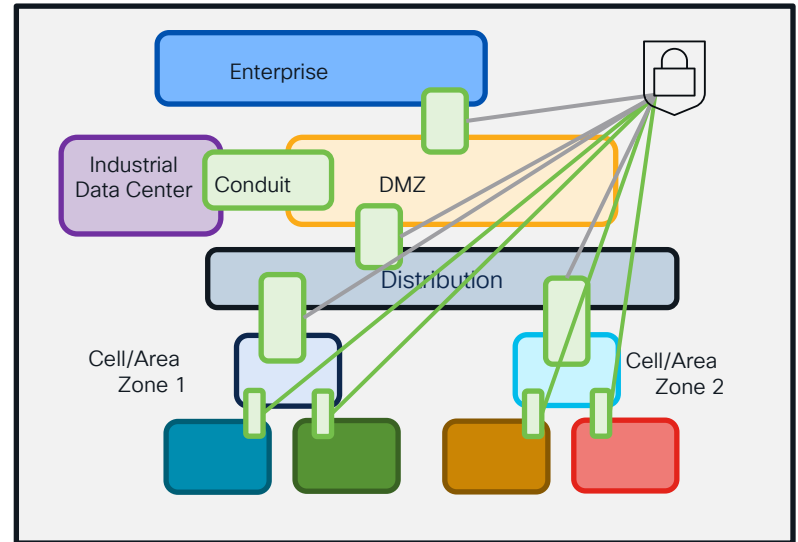 Enterprise
Industrial
Data Center
Conduit
DMZ
Distribution
Cell/Area
Zone 1
Cell/Area
Zone 2